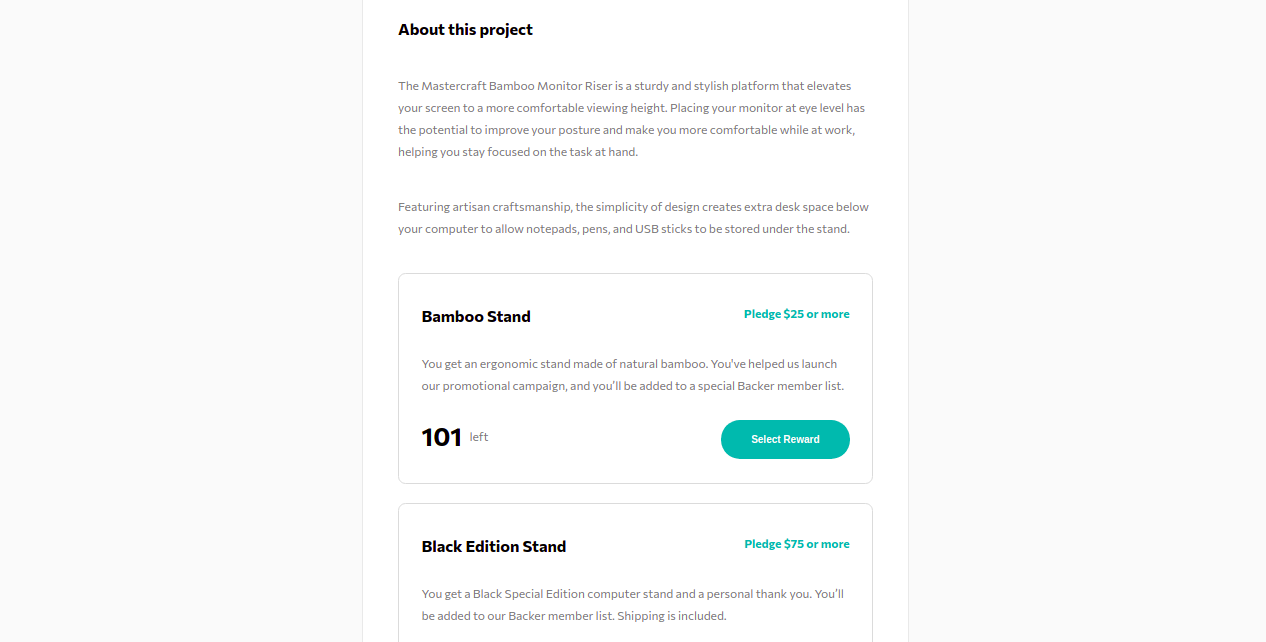 About this project
The Mastercraft Bamboo Monitor Riser is a sturdy and stylish platform that elevates
your screen to a more comfortable viewing height. Placing your monitor at eye level has
the potential to improve your posture and make you more comfortable while at work,
helping you stay focused on the task at hand.
Featuring artisan craftsmanship, the simplicity of design creates extra desk space below
your computer to allow notepads, pens, and USB sticks to be stored under the stand.
Bamboo Stand
Pledge $25 or more
You get an ergonomic stand made of natural bamboo. You've helped us launch
our promotional campaign, and you’ll be added to a special Backer member list.
101 left
Select Reward
Black Edition Stand
Pledge $75 or more
You get a Black Special Edition computer stand and a personal thank you. You’ll
be added to our Backer member list. Shipping is included.